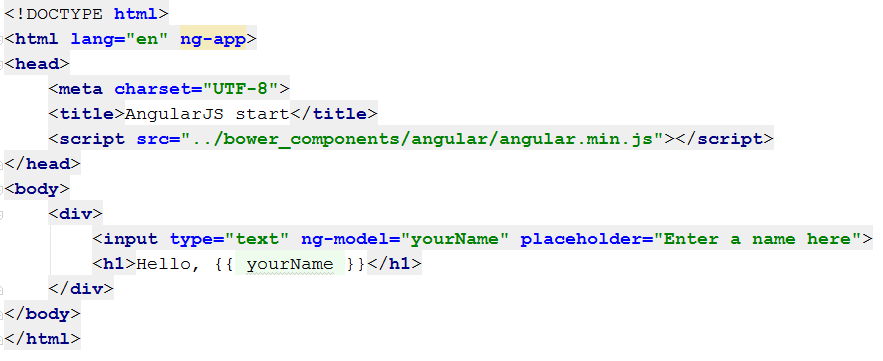 <!DOCTYPE html>
<html lang="en" ng-app>
<head>
    <meta charset="UTF-8">
    <title>AngularJS start</title>
    <script src="../bower_components/angular/angular.min.js"></script>
</head>
<body>
    <div>
        <input type="text" ng-model="yourName" placeholder="Enter a name here">
        <h1>Hello, {{ yourName }}</h1>
    </div>
</body>
</html>